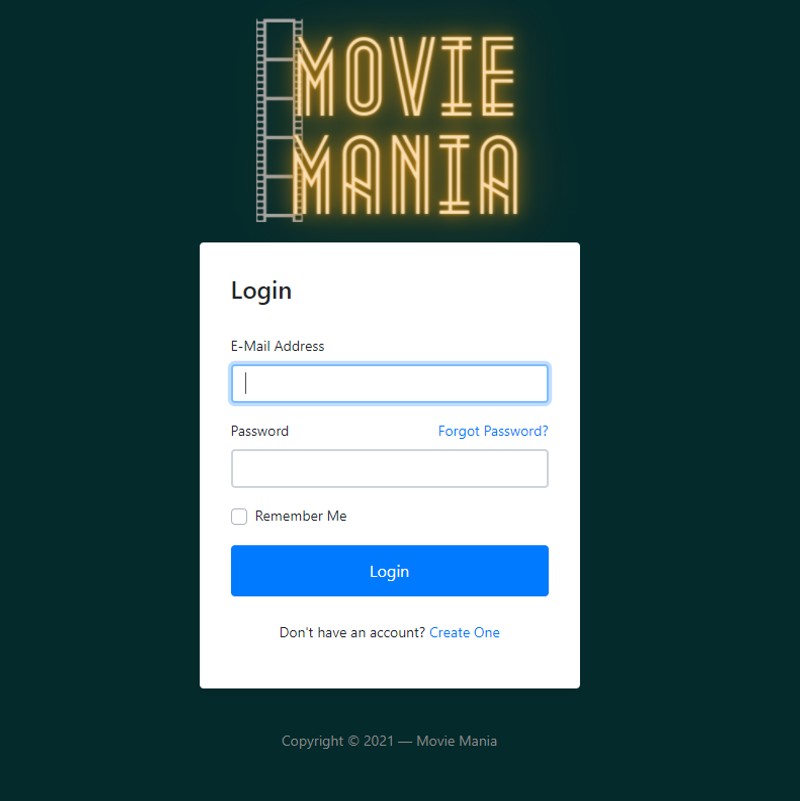 MOVIE
MANIA
Login
E-Mail Address
Password Forgot Password?
Remember Me
Login
Don't have an account? Create One
Copyright © 2021 — Movie Mania